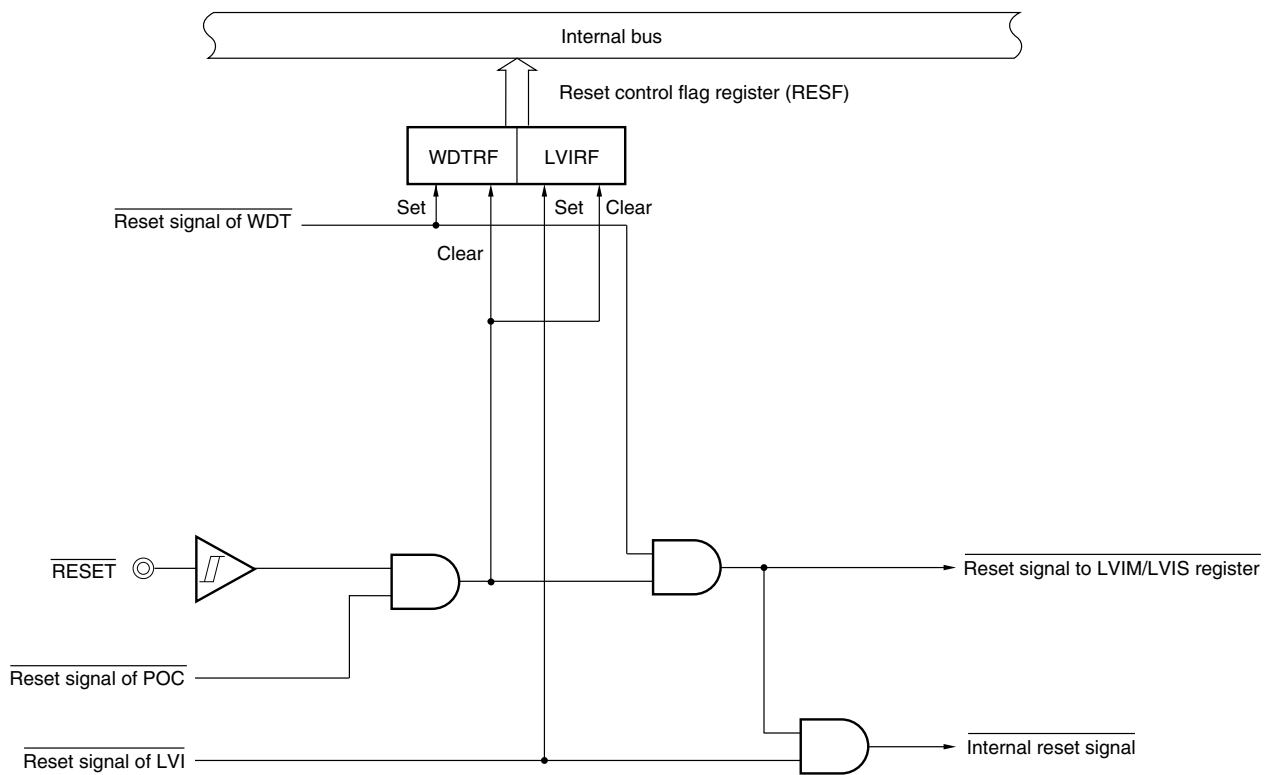 Internal bus
Reset control flag register (RESF)
WDTRF
LVIRF
Set
Set
Clear
Reset signal of WDT
Clear
RESET
Reset signal to LVIM/LVIS register
Reset signal of POC
Internal reset signal
Reset signal of LVI